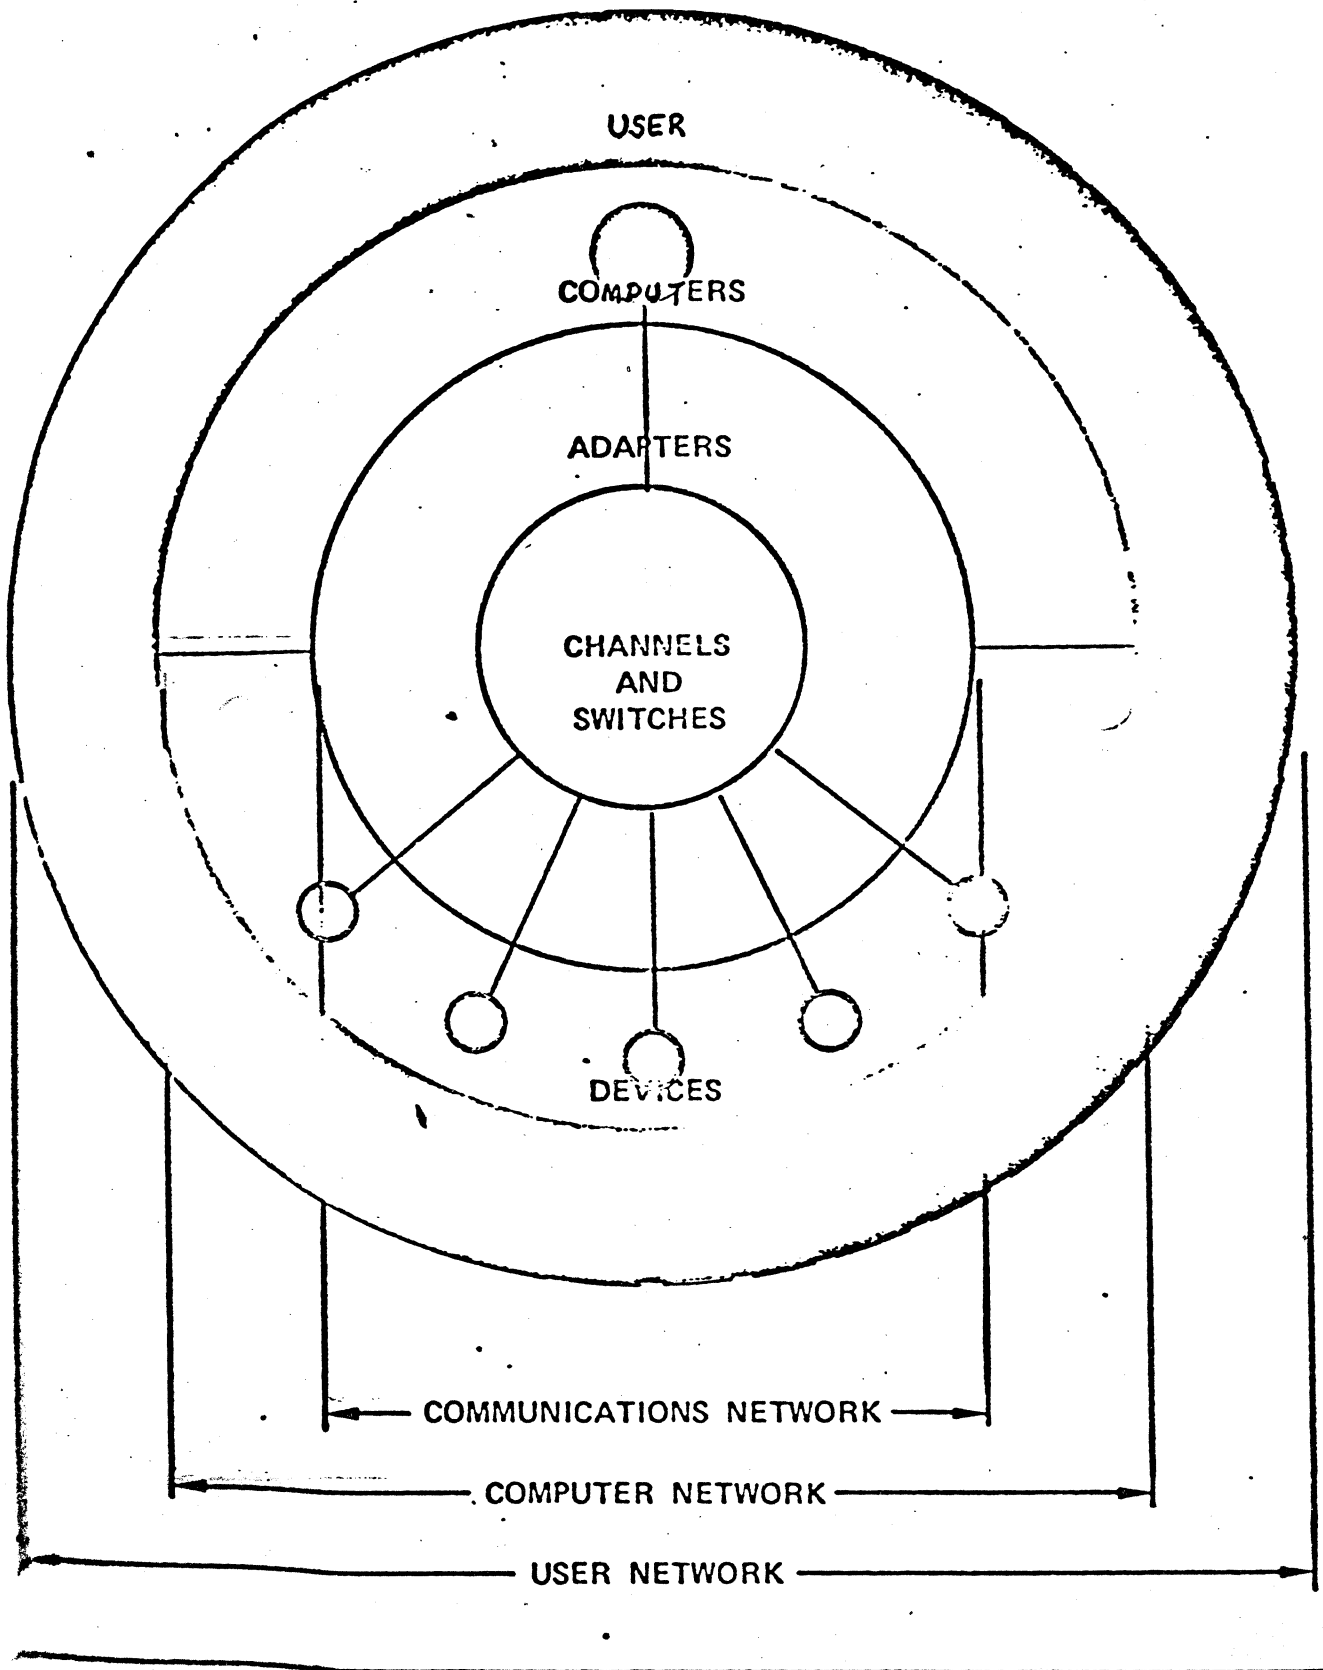 USER
COMPUTERS
ADAPTERS
CHANNELS
AND
SWITCHES
DEVICES
COMMUNICATIONS NETWORK
COMPUTER NETWORK
USER NETWORK